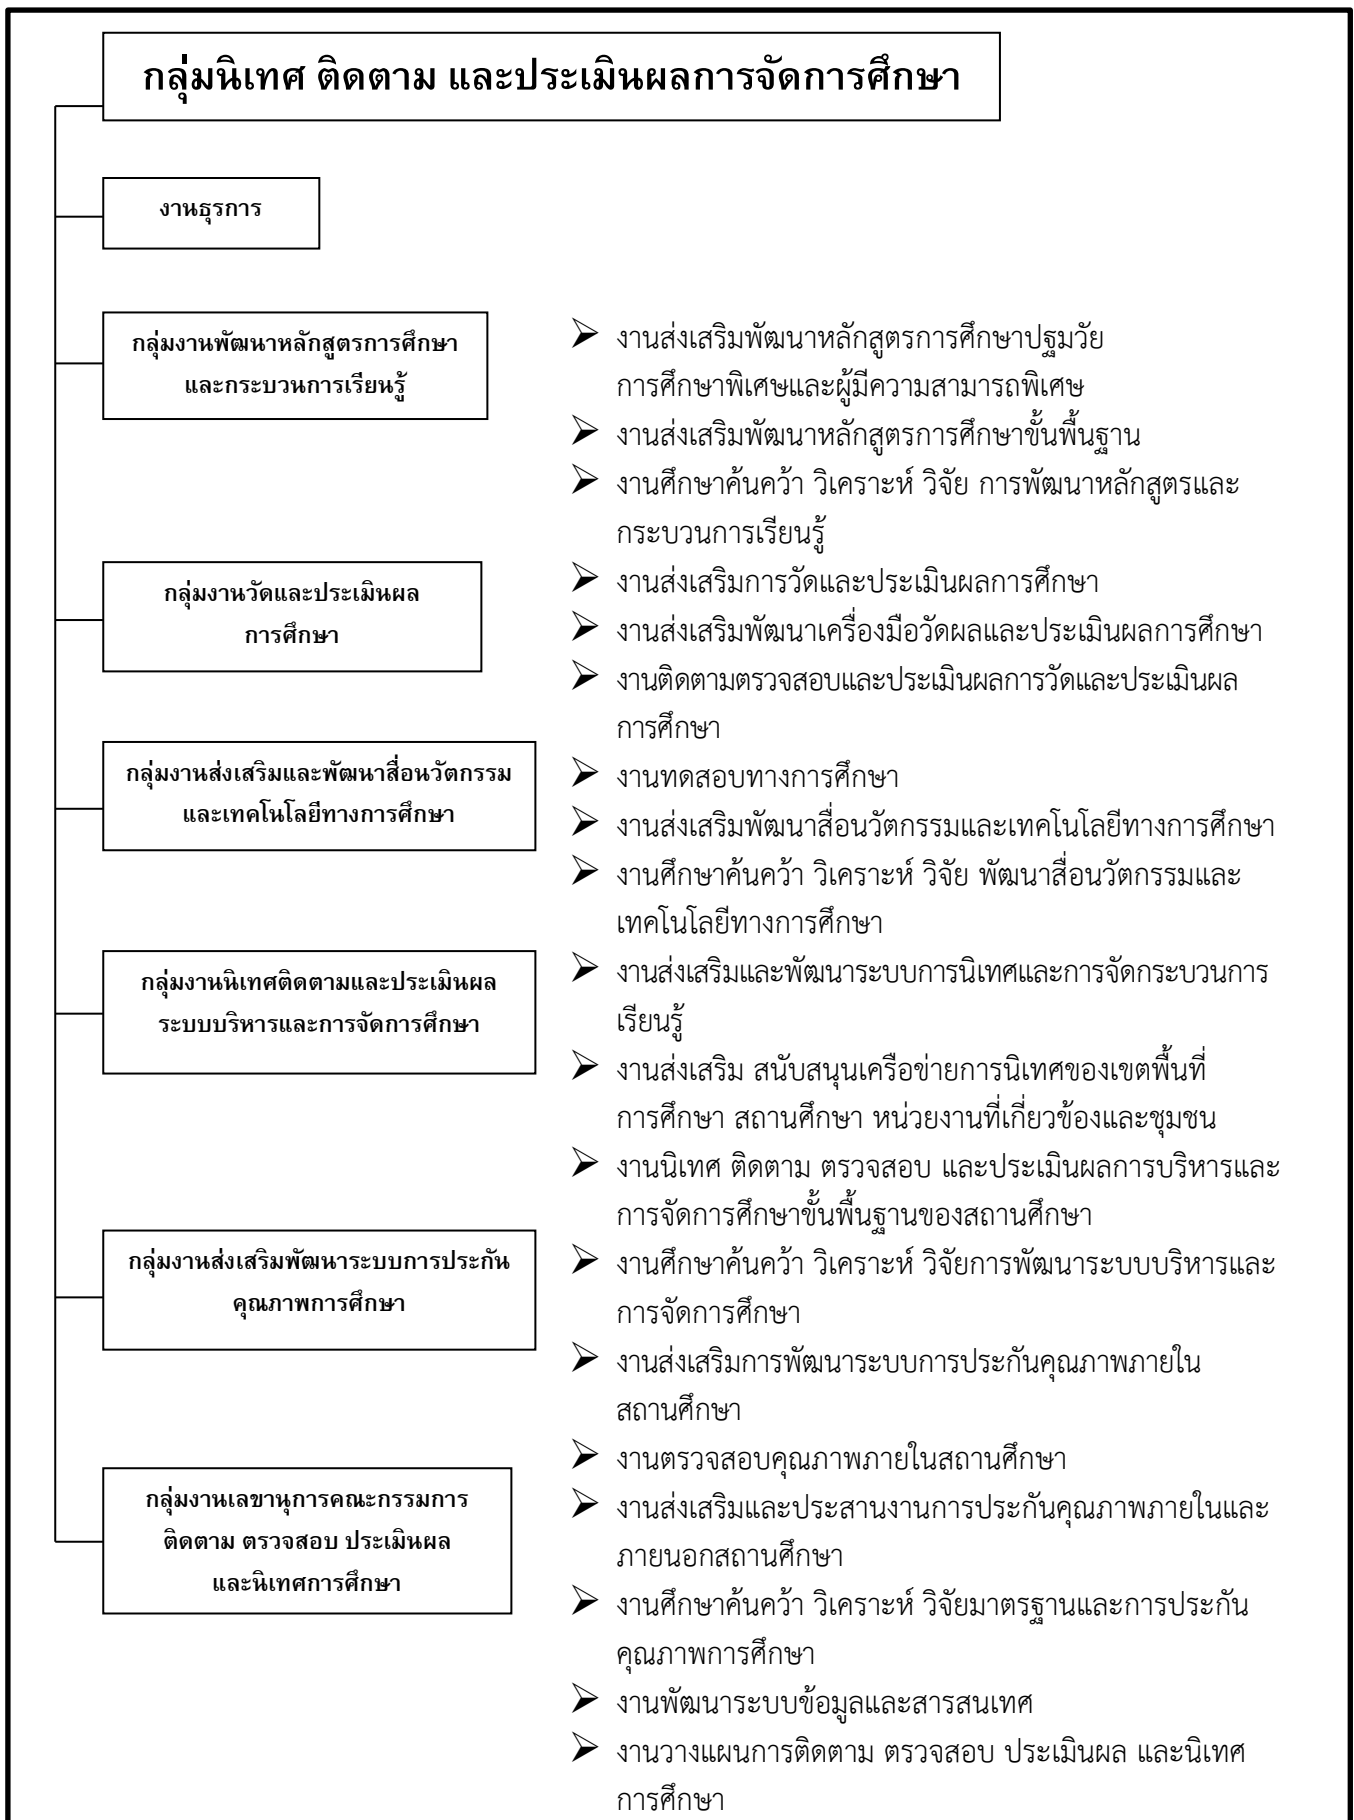 กลุ่มนิเทศ ติดตาม และประเมินผลการจัดการศึกษา
งานธุรการ
กลุ่มงานพัฒนาหลักสูตรการศึกษา
และกระบวนการเรียนรู้
กลุ่มงานวัดและประเมินผล
การศึกษา
กลุ่มงานส่งเสริมและพัฒนาสื่อนวัตกรรม
และเทคโนโลยีทางการศึกษา
กลุ่มงานนิเทศติดตามและประเมินผล
ระบบบริหารและการจัดการศึกษา
กลุ่มงานส่งเสริมพัฒนาระบบการประกัน
คุณภาพการศึกษา
กลุ่มงานเลขานุการคณะกรรมการ
ติดตาม ตรวจสอบ ประเมินผล
และนิเทศการศึกษา
➢ งานส่งเสริมพัฒนาหลักสูตรการศึกษาปฐมวัย
การศึกษาพิเศษและผู้มีความสามารถพิเศษ
➢ งานส่งเสริมพัฒนาหลักสูตรการศึกษาขั้นพื้นฐาน
➢ งานศึกษาค้นคว้า วิเคราะห์ วิจัย การพัฒนาหลักสูตรและ
กระบวนการเรียนรู้
➢ งานส่งเสริมการวัดและประเมินผลการศึกษา
➢ งานส่งเสริมพัฒนาเครื่องมือวัดผลและประเมินผลการศึกษา
➢ งานติดตามตรวจสอบและประเมินผลการวัดและประเมินผล
การศึกษา
➢ งานทดสอบทางการศึกษา
➢ งานส่งเสริมพัฒนาสื่อนวัตกรรมและเทคโนโลยีทางการศึกษา
➢ งานศึกษาค้นคว้า วิเคราะห์ วิจัย พัฒนาสื่อนวัตกรรมและ
เทคโนโลยีทางการศึกษา
➢ งานส่งเสริมและพัฒนาระบบการนิเทศและการจัดกระบวนการ
เรียนรู้
➢ งานส่งเสริม สนับสนุนเครือข่ายการนิเทศของเขตพื้นที่
การศึกษา สถานศึกษา หน่วยงานที่เกี่ยวข้องและชุมชน
➢ งานนิเทศ ติดตาม ตรวจสอบ และประเมินผลการบริหารและ
การจัดการศึกษาขั้นพื้นฐานของสถานศึกษา
➢ งานศึกษาค้นคว้า วิเคราะห์ วิจัยการพัฒนาระบบบริหารและ
การจัดการศึกษา
➢ งานส่งเสริมการพัฒนาระบบการประกันคุณภาพภายใน
สถานศึกษา
➢ งานตรวจสอบคุณภาพภายในสถานศึกษา
➢ งานส่งเสริมและประสานงานการประกันคุณภาพภายในและ
ภายนอกสถานศึกษา
➢ งานศึกษาค้นคว้า วิเคราะห์ วิจัยมาตรฐานและการประกัน
คุณภาพการศึกษา
➢ งานพัฒนาระบบข้อมูลและสารสนเทศ
➢ งานวางแผนการติดตาม ตรวจสอบ ประเมินผล และนิเทศ
การศึกษา